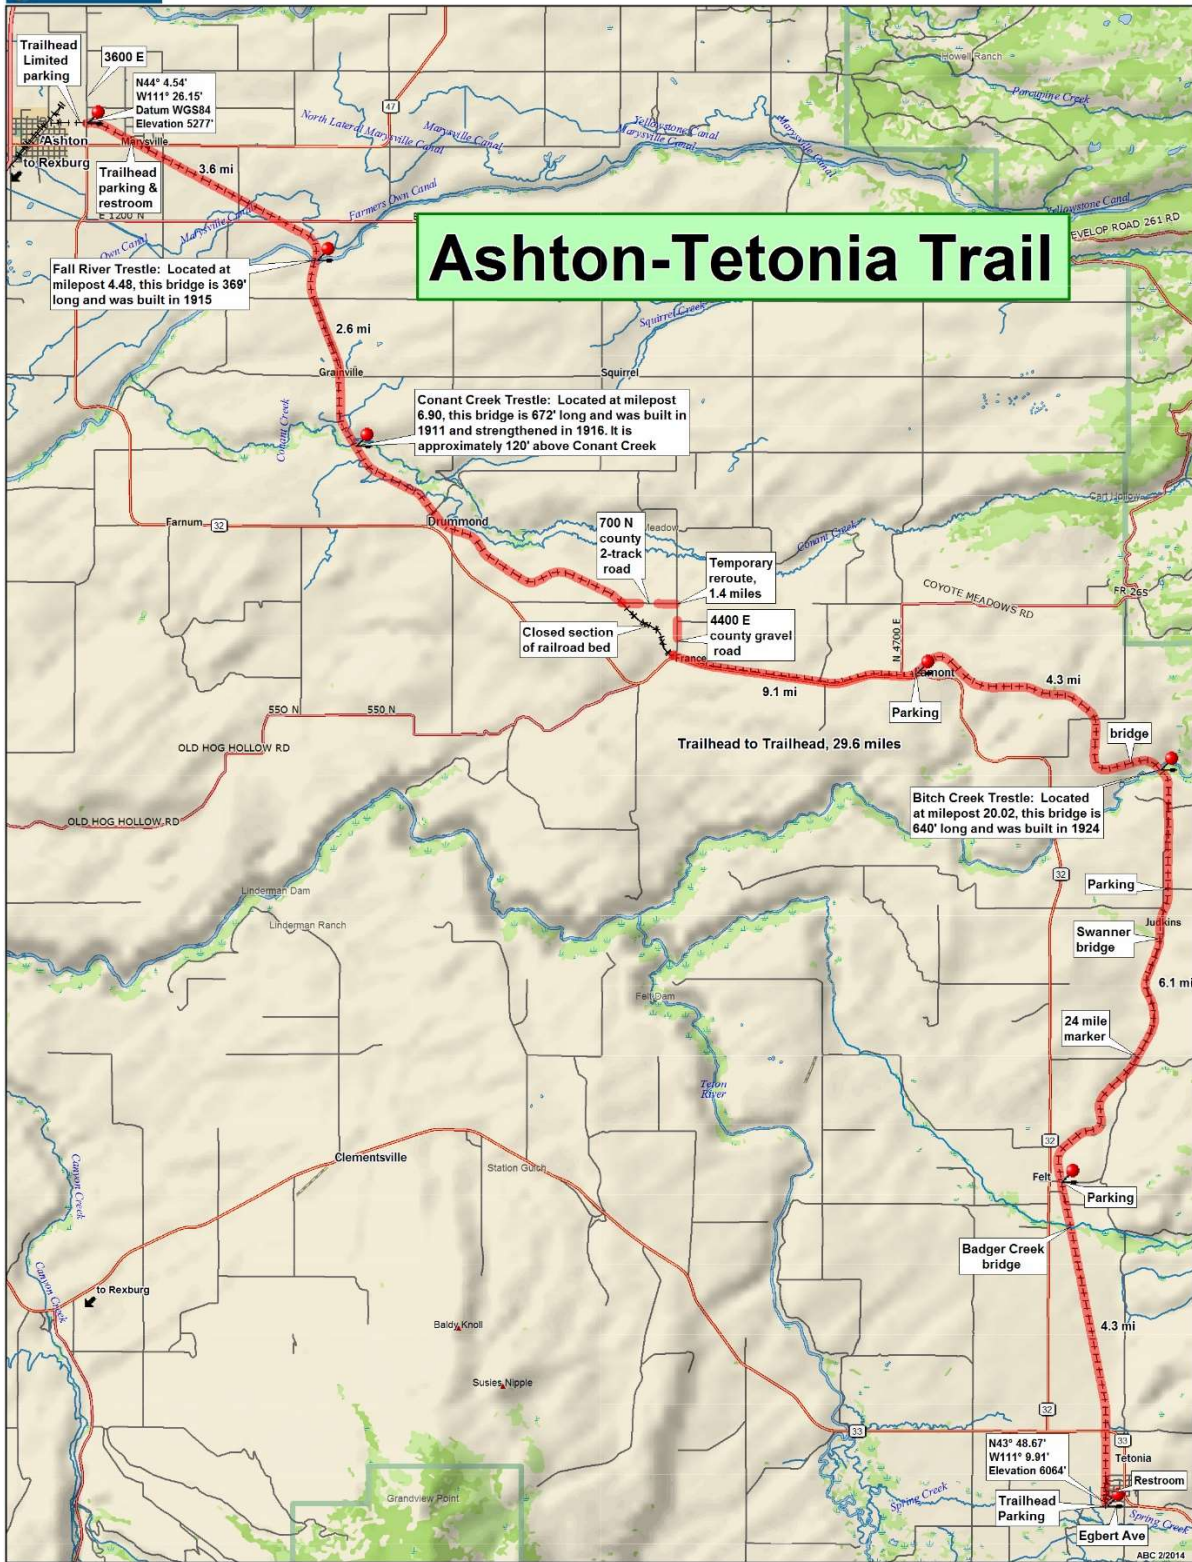 Trailhead
Limited
parking
3600 E
N44° 4.54'
W111° 26.15'
Datum WGS84
Elevation 5277'
47
Howell Ranch
Porcupine Creek
North Lateral Marysville
Canal
Marysville
Canal
Yellowstone Canal
Marysville Canal
Marysville
Canal
Ashton
Marysville
to Rexburg
3.6 mi
Trailhead
parking &
restroom
E 1200 N
Farmers Own Canal
Marysville Canal
Own Canal
Yellowstone Canal
EVELOP ROAD 261 RD
Ashton-Tetonia Trail
Fall River Trestle: Located at
milepost 4.48, this bridge is 369'
long and was built in 1915
2.6 mi
Squirrel Creek
Grainville
Squirrel
Conant Creek
Conant Creek Trestle: Located at milepost
6.90, this bridge is 672' long and was built in
1911 and strengthened in 1916. It is
approximately 120' above Conant Creek
Cart Hollow
Farnum
32
Drummond
700 N
county
2-track
road
Meadow
Conant Creek
Temporary
reroute,
1.4 miles
COYOTE MEADOWS RD
FR 265
Closed section
of railroad bed
4400 E
county gravel
road
N 4700 E
France
9.1 mi
Lamont
4.3 mi
Parking
550 N
550 N
bridge
OLD HOG HOLLOW RD
Trailhead to Trailhead, 29.6 miles
Bitch Creek Trestle: Located
at milepost 20.02, this bridge is
640' long and was built in 1924
OLD HOG HOLLOW RD
32
Parking
Linderman Dam
Linderman Ranch
Judkins
Swanner
bridge
6.1 mi
Felt Dam
24 mile
marker
Teton
River
32
Clementsville
Station Gulch
Canyon Creek
Felt
Parking
Badger Creek
bridge
Canyon Creek
to Rexburg
Baldy Knoll
4.3 mi
Susies Nipple
32
33
33
N43° 48.67'
W111° 9.91'
Elevation 6064'
Tetonia
Restroom
Grandview Point
Spring Creek
Trailhead
Parking
Spring Creek
Egbert Ave
ABC 2/2014